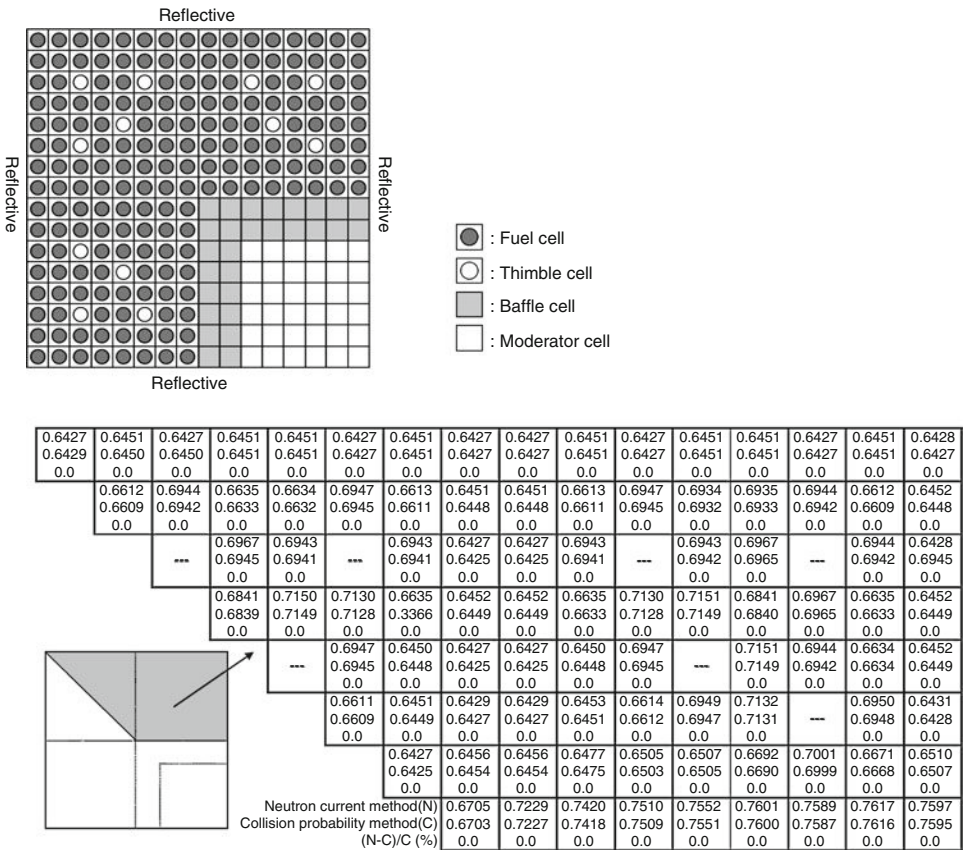 Reflective
Reflective
Reflective
Reflective
: Fuel cell
: Thimble cell
: Baffle cell
: Moderator cell
0.6427 0.6451 0.6427 0.6451 0.6451 0.6427 0.6451 0.6427 0.6427 0.6451 0.6427 0.6451 0.6451 0.6427 0.6451 0.6428
0.6429 0.6450 0.6450 0.6451 0.6451 0.6427 0.6451 0.6427 0.6427 0.6451 0.6427 0.6451 0.6451 0.6427 0.6451 0.6427
0.0 0.0 0.0 0.0 0.0 0.0 0.0 0.0 0.0 0.0 0.0 0.0 0.0 0.0 0.0 0.0
0.6612 0.6944 0.6635 0.6634 0.6947 0.6613 0.6451 0.6451 0.6613 0.6947 0.6934 0.6935 0.6944 0.6612 0.6452
0.6609 0.6942 0.6633 0.6632 0.6945 0.6611 0.6448 0.6448 0.6611 0.6945 0.6932 0.6933 0.6942 0.6609 0.6448
0.0 0.0 0.0 0.0 0.0 0.0 0.0 0.0 0.0 0.0 0.0 0.0 0.0 0.0 0.0
0.6967 0.6943 0.6943 0.6427 0.6427 0.6943 0.6943 0.6967 0.6944 0.6428
--- 0.6945 0.6941 --- 0.6941 0.6425 0.6425 0.6941 --- 0.6942 0.6965 --- 0.6942 0.6945
0.0 0.0 0.0 0.0 0.0 0.0 0.0 0.0 0.0 0.0
0.6841 0.7150 0.7130 0.6635 0.6452 0.6452 0.6635 0.7130 0.7151 0.6841 0.6967 0.6635 0.6452
0.6839 0.7149 0.7128 0.3366 0.6449 0.6449 0.6633 0.7128 0.7149 0.6840 0.6965 0.6633 0.6449
0.0 0.0 0.0 0.0 0.0 0.0 0.0 0.0 0.0 0.0 0.0 0.0 0.0
0.6947 0.6450 0.6427 0.6427 0.6450 0.6947 0.7151 0.6944 0.6634 0.6452
--- 0.6945 0.6448 0.6425 0.6425 0.6448 0.6945 --- 0.7149 0.6942 0.6634 0.6449
0.0 0.0 0.0 0.0 0.0 0.0 0.0 0.0 0.0 0.0
0.6611 0.6451 0.6429 0.6429 0.6453 0.6614 0.6949 0.7132 0.6950 0.6431
0.6609 0.6449 0.6427 0.6427 0.6451 0.6612 0.6947 0.7131 --- 0.6948 0.6428
0.0 0.0 0.0 0.0 0.0 0.0 0.0 0.0 0.0 0.0
0.6427 0.6456 0.6456 0.6477 0.6505 0.6507 0.6692 0.7001 0.6671 0.6510
0.6425 0.6454 0.6454 0.6475 0.6503 0.6505 0.6690 0.6999 0.6668 0.6507
0.0 0.0 0.0 0.0 0.0 0.0 0.0 0.0 0.0 0.0
Neutron current method(N) 0.6705 0.7229 0.7420 0.7510 0.7552 0.7601 0.7589 0.7617 0.7597
Collision probability method(C) 0.6703 0.7227 0.7418 0.7509 0.7551 0.7600 0.7587 0.7616 0.7595
(N-C)/C (%) 0.0 0.0 0.0 0.0 0.0 0.0 0.0 0.0 0.0